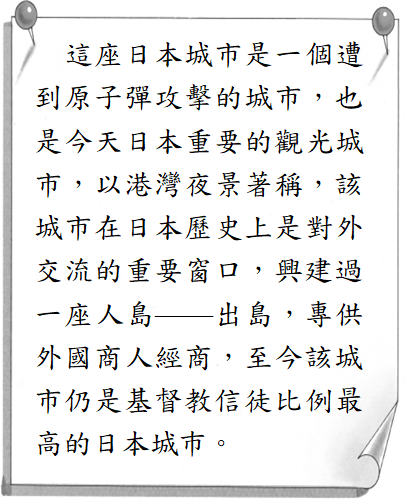 這座日本城市是一個遭
到原子彈攻擊的城市，也
是今天日本重要的觀光城
市，以港灣夜景著稱，該
城市在日本歷史上是對外
交流的重要窗口，興建過
一座人島——出島，專供
外國商人經商，至今該城
市仍是基督教信徒比例最
高的日本城市。